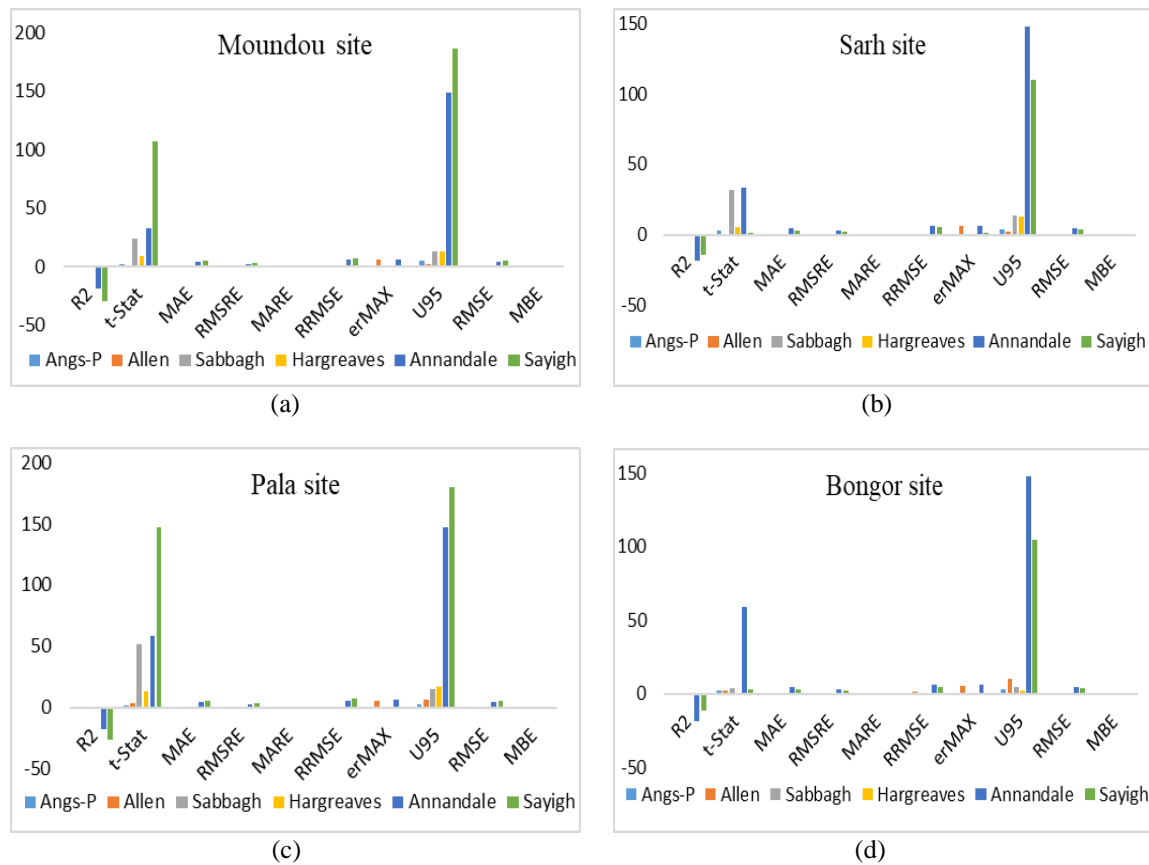 Moundou site
200
150
100
50
0
-50
R2
t-Stat
MAE
RMSRE
MARE
RRMSE
erMAX
U95
RMSE
MBE
Angs-P Allen Sabbagh Hargreaves Annandale Sayigh
(a)
Sarh site
150
100
50
0
-50
R2
t-Stat
MAE
RMSRE
MARE
RRMSE
erMAX
U95
RMSE
MBE
Angs-P Allen Sabbagh Hargreaves Annandale Sayigh
(b)
Pala site
200
150
100
50
0
-50
R2
t-Stat
MAE
RMSRE
MARE
RRMSE
erMAX
U95
RMSE
MBE
Angs-P Allen Sabbagh Hargreaves Annandale Sayigh
(c)
Bongor site
150
100
50
0
-50
R2
t-Stat
MAE
RMSRE
MARE
RRMSE
erMAX
U95
RMSE
MBE
Angs-P Allen Sabbagh Hargreaves Annandale Sayigh
(d)